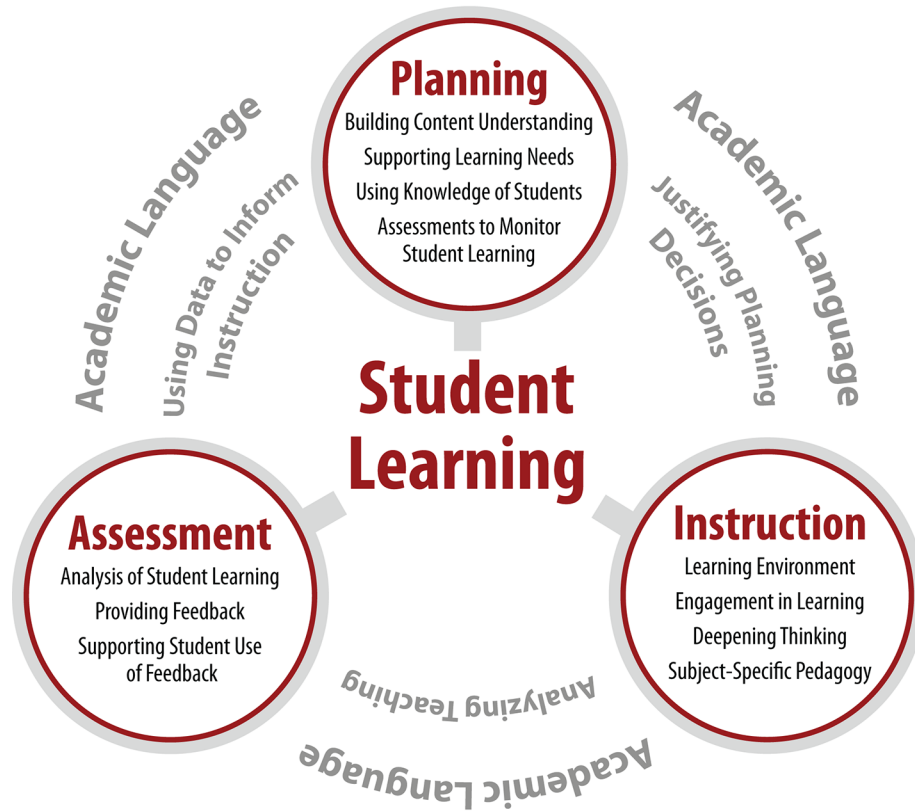 Planning
Building Content Understanding
Supporting Learning Needs
Using Knowledge of Students
Assessments to Monitor
Student Learning
Academic Language
Using Data to Inform
Instruction
Academic Language
Justifying Planning
Decisions
Student
Learning
Assessment
Analysis of Student Learning
Providing Feedback
Supporting Student Use
of Feedback
Instruction
Learning Environment
Engagement in Learning
Deepening Thinking
Subject-Specific Pedagogy
Analyzing Teaching
Academic Language